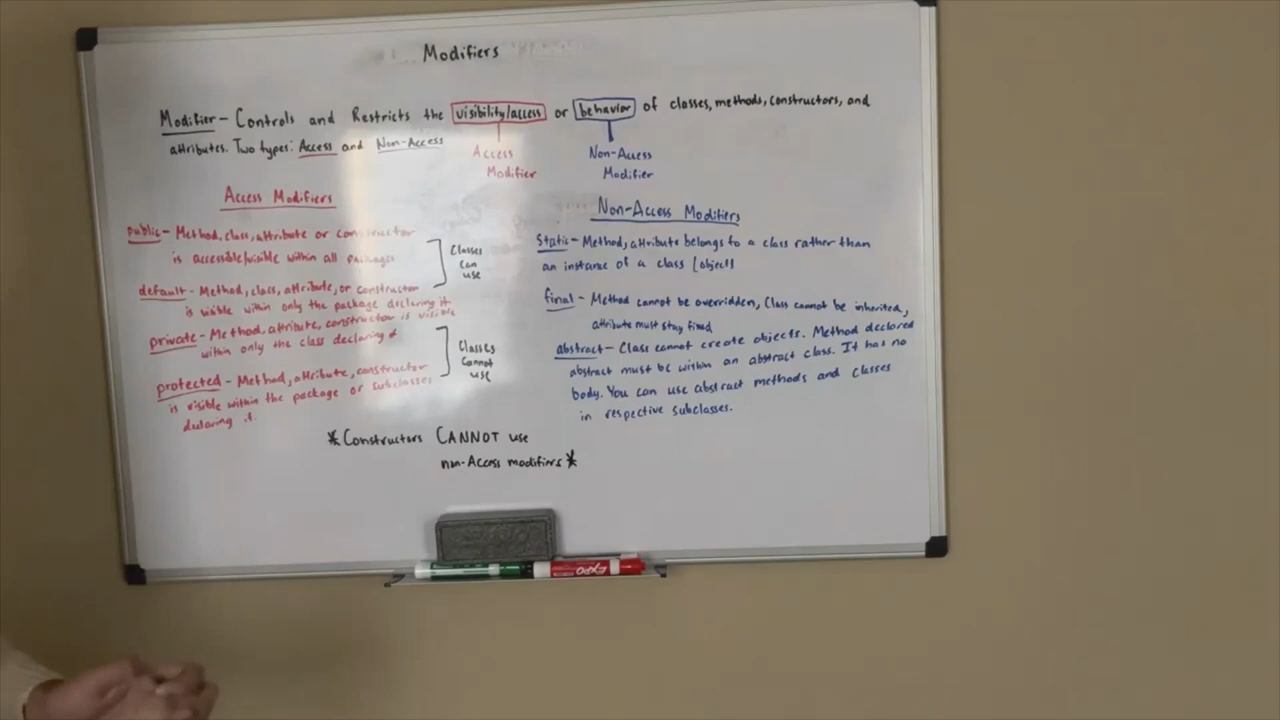 Modifiers
Modifier - Controls and Restricts the visibility/access or behavior of classes, methods, constructors, and
attributes. Two types: Access and Non-Access
Access
Modifier
Non-Access
Modifier
Access Modifiers
public - Method, class, attribute or constructor
is accessible/visible within all packages
default - Method, class, attribute, or constructor
is visible within only the package declaring it
Classes
Can
use
private - Method, attribute, constructor is visible
within only the class declaring it
protected - Method, attribute, constructor
is visible within the package or subclasses
declaring it.
Classes
Cannot
use
Non-Access Modifiers
Static - Method, attribute belongs to a class rather than
an instance of a class (objects
final - Method cannot be overridden, Class cannot be inherited,
attribute must stay fixed
abstract - Class cannot create objects. Method declared
abstract must be within an abstract class. It has no
body. You can use abstract methods and classes
in respective subclasses.
*Constructors CANNOT use
non-Access modifiers*
EXPO